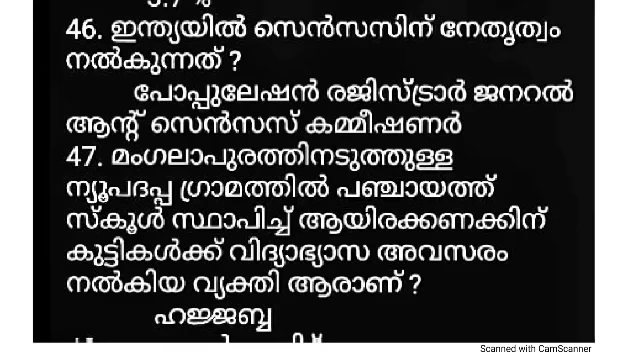 46. ഇന്ത്യയിൽ സെൻസസിന് നേതൃത്വം
നൽകുന്നത് ?
പോപ്പുലേഷൻ രജിസ്ട്രാർ ജനറൽ
ആന്റ് സെൻസസ് കമ്മീഷണർ
47. മംഗലാപുരത്തിനടുത്തുള്ള
ന്യൂപദപ്പ ഗ്രാമത്തിൽ പഞ്ചായത്ത്
സ്കൂൾ സ്ഥാപിച്ച് ആയിരക്കണക്കിന്
കുട്ടികൾക്ക് വിദ്യാഭ്യാസ അവസരം
നൽകിയ വ്യക്തി ആരാണ് ?
ഹജ്ജബ്ബ
Scanned with CamScanner